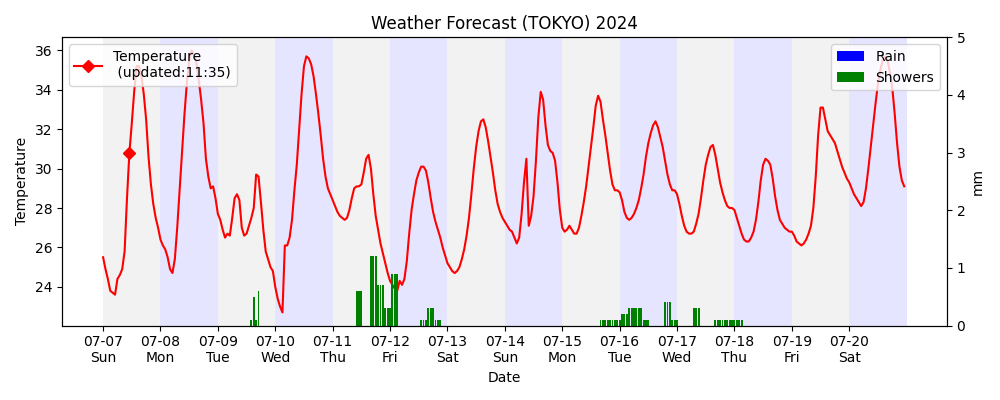 Weather Forecast (TOKYO) 2024
Temperature
(updated:11:35)
Rain
Showers
Temperature
36
34
32
30
28
26
24
5
4
3
2
1
0
mm
07-07 07-08 07-09 07-10 07-11 07-12 07-13 07-14 07-15 07-16 07-17 07-18 07-19 07-20
Sun Mon Tue Wed Thu Fri Sat Sun Mon Tue Wed Thu Fri Sat
Date